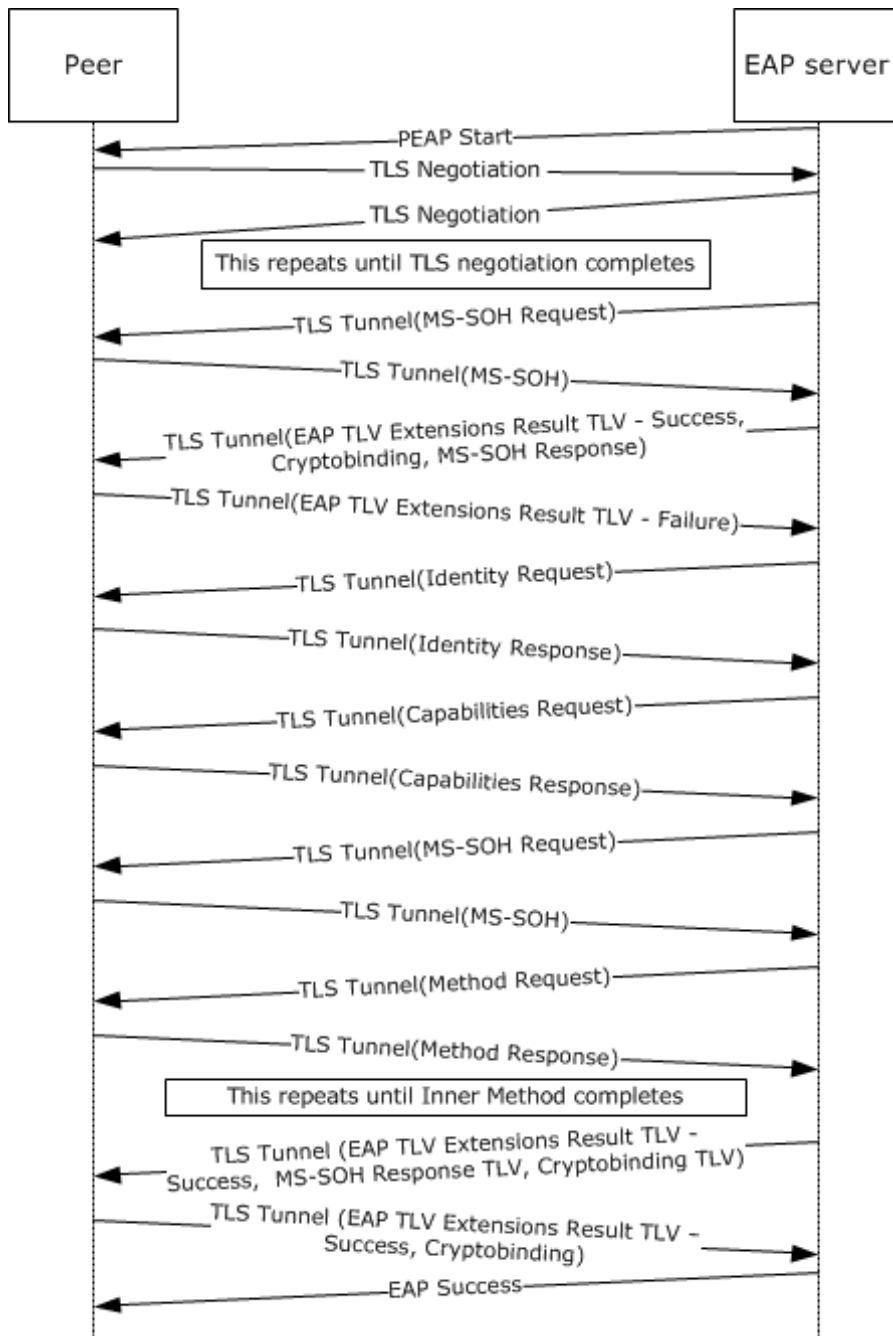 Peer
EAP server
PEAP Start
TLS Negotiation
TLS Negotiation
This repeats until TLS negotiation completes
TLS Tunnel(MS-SOH Request)
TLS Tunnel(MS-SOH)
TLS Tunnel(EAP TLV Extensions Result TLV - Success,
Cryptobinding, MS-SOH Response)
TLS Tunnel(EAP TLV Extensions Result TLV - Failure)
TLS Tunnel(Identity Request)
TLS Tunnel(Identity Response)
TLS Tunnel(Capabilities Request)
TLS Tunnel(Capabilities Response)
TLS Tunnel(MS-SOH Request)
TLS Tunnel(MS-SOH)
TLS Tunnel(Method Request)
TLS Tunnel(Method Response)
This repeats until Inner Method completes
TLS Tunnel (EAP TLV Extensions Result TLV -
Success, MS-SOH Response TLV, Cryptobinding TLV)
TLS Tunnel (EAP TLV Extensions Result TLV –
Success, Cryptobinding)
EAP Success